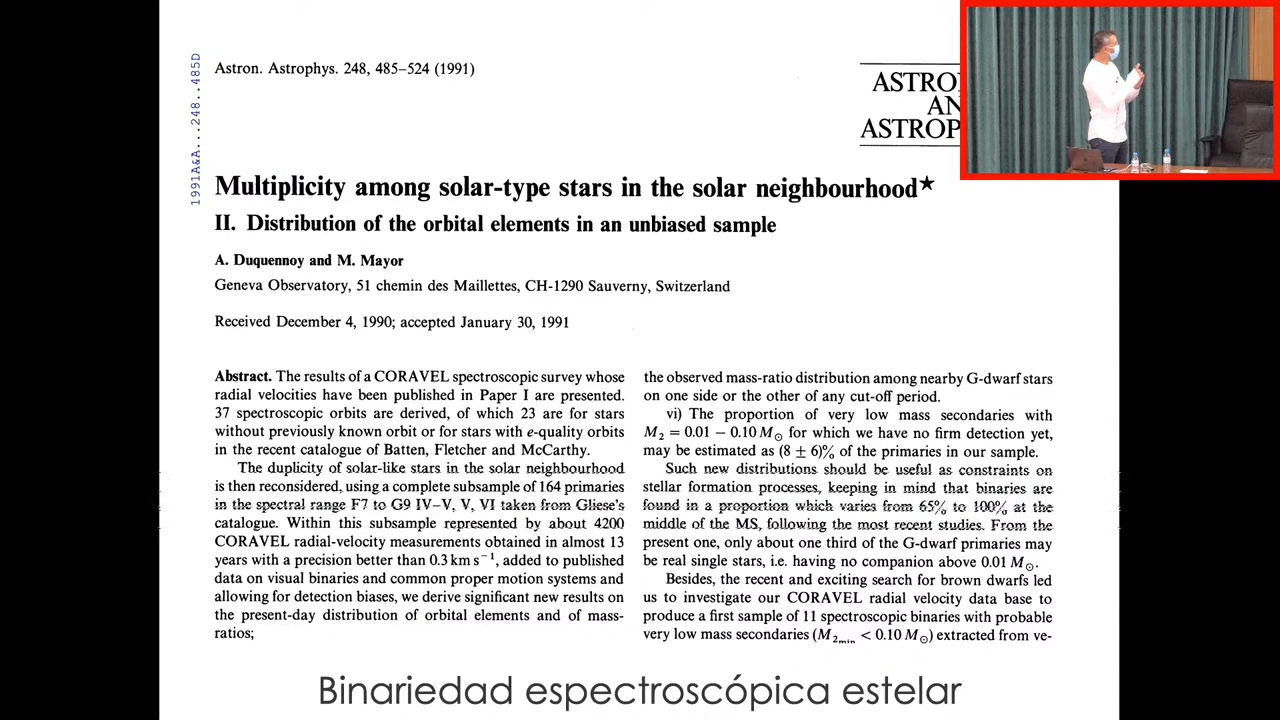 1991A&A...248..485D
Astron. Astrophys. 248, 485–524 (1991)
ASTRO
AN
ASTROP
Multiplicity among solar-type stars in the solar neighbourhood★
II. Distribution of the orbital elements in an unbiased sample
A. Duquennoy and M. Mayor
Geneva Observatory, 51 chemin des Maillettes, CH-1290 Sauverny, Switzerland
Received December 4, 1990; accepted January 30, 1991
Abstract. The results of a CORAVEL spectroscopic survey whose
radial velocities have been published in Paper I are presented.
37 spectroscopic orbits are derived, of which 23 are for stars
without previously known orbit or for stars with e-quality orbits
in the recent catalogue of Batten, Fletcher and McCarthy.
The duplicity of solar-like stars in the solar neighbourhood
is then reconsidered, using a complete subsample of 164 primaries
in the spectral range F7 to G9 IV–V, V, VI taken from Gliese's
catalogue. Within this subsample represented by about 4200
CORAVEL radial-velocity measurements obtained in almost 13
years with a precision better than 0.3 km s⁻¹, added to published
data on visual binaries and common proper motion systems and
allowing for detection biases, we derive significant new results on
the present-day distribution of orbital elements and of mass-
ratios;
the observed mass-ratio distribution among nearby G-dwarf stars
on one side or the other of any cut-off period.
vi) The proportion of very low mass secondaries with
M₂ = 0.01 − 0.10 M☉ for which we have no firm detection yet,
may be estimated as (8 ± 6)% of the primaries in our sample.
Such new distributions should be useful as constraints on
stellar formation processes, keeping in mind that binaries are
found in a proportion which varies from 65% to 100% at the
middle of the MS, following the most recent studies. From the
present one, only about one third of the G-dwarf primaries may
be real single stars, i.e. having no companion above 0.01 M☉.
Besides, the recent and exciting search for brown dwarfs led
us to investigate our CORAVEL radial velocity data base to
produce a first sample of 11 spectroscopic binaries with probable
very low mass secondaries (M₂ₘᵢₙ < 0.10 M☉) extracted from ve-
Binariedad espectroscópica estelar